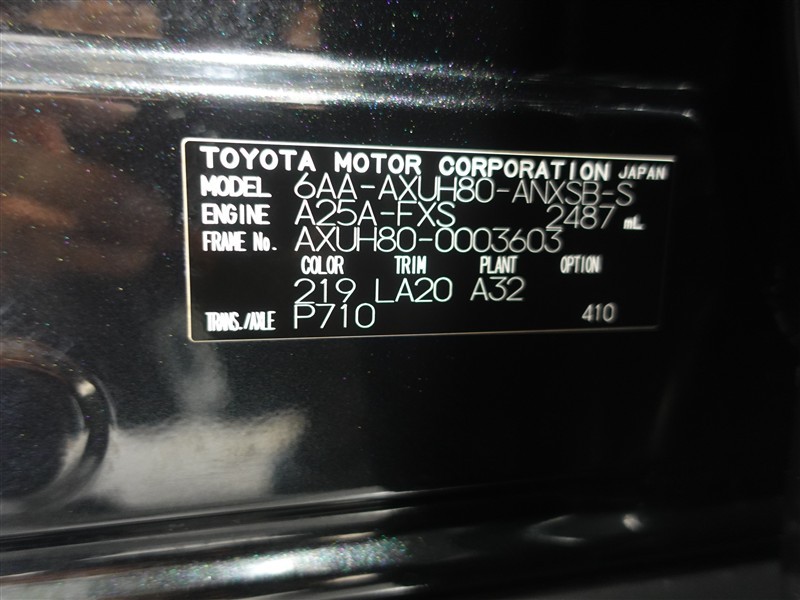 TOYOTA MOTOR CORPORATION JAPAN
MODEL 6AA-AXUH80-ANXSB-S
ENGINE A25A-FXS 2487 mL
FRAME No. AXUH80-0003603
COLOR TRIM PLANT OPTION
219 LA20 A32
TRANS./AXLE P710 410